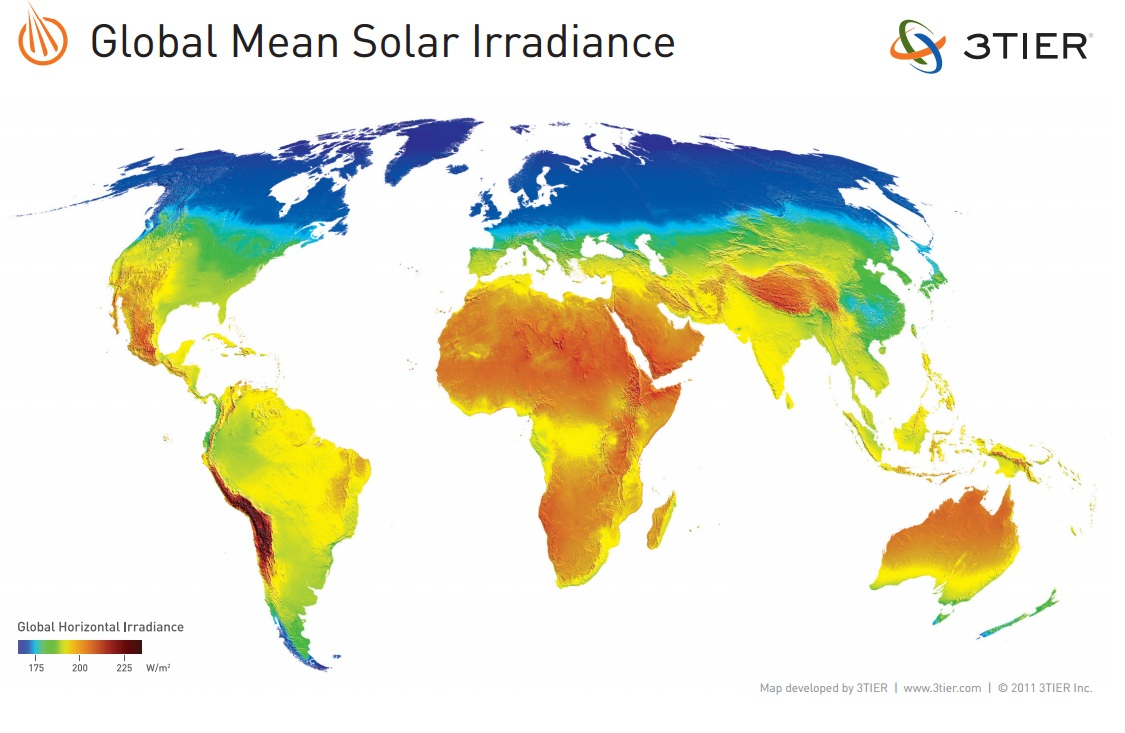 Global Mean Solar Irradiance
3TIER®
Global Horizontal Irradiance
175 200 225 W/m²
Map developed by 3TIER | www.3tier.com | © 2011 3TIER Inc.